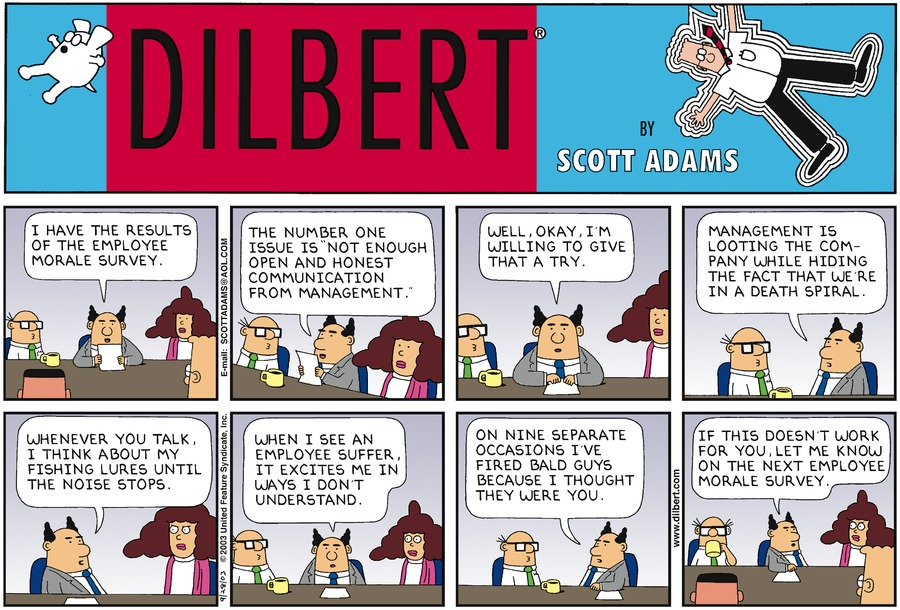 DILBERT®
BY
SCOTT ADAMS
I HAVE THE RESULTS
OF THE EMPLOYEE
MORALE SURVEY.
E-mail: SCOTTADAMS@AOL.COM
THE NUMBER ONE
ISSUE IS "NOT ENOUGH
OPEN AND HONEST
COMMUNICATION
FROM MANAGEMENT."
WELL, OKAY, I'M
WILLING TO GIVE
THAT A TRY.
MANAGEMENT IS
LOOTING THE COM-
PANY WHILE HIDING
THE FACT THAT WE'RE
IN A DEATH SPIRAL.
WHENEVER YOU TALK,
I THINK ABOUT MY
FISHING LURES UNTIL
THE NOISE STOPS.
9/28/03 © 2003 United Feature Syndicate, Inc.
WHEN I SEE AN
EMPLOYEE SUFFER,
IT EXCITES ME IN
WAYS I DON'T
UNDERSTAND.
ON NINE SEPARATE
OCCASIONS I'VE
FIRED BALD GUYS
BECAUSE I THOUGHT
THEY WERE YOU.
www.dilbert.com
IF THIS DOESN'T WORK
FOR YOU, LET ME KNOW
ON THE NEXT EMPLOYEE
MORALE SURVEY.